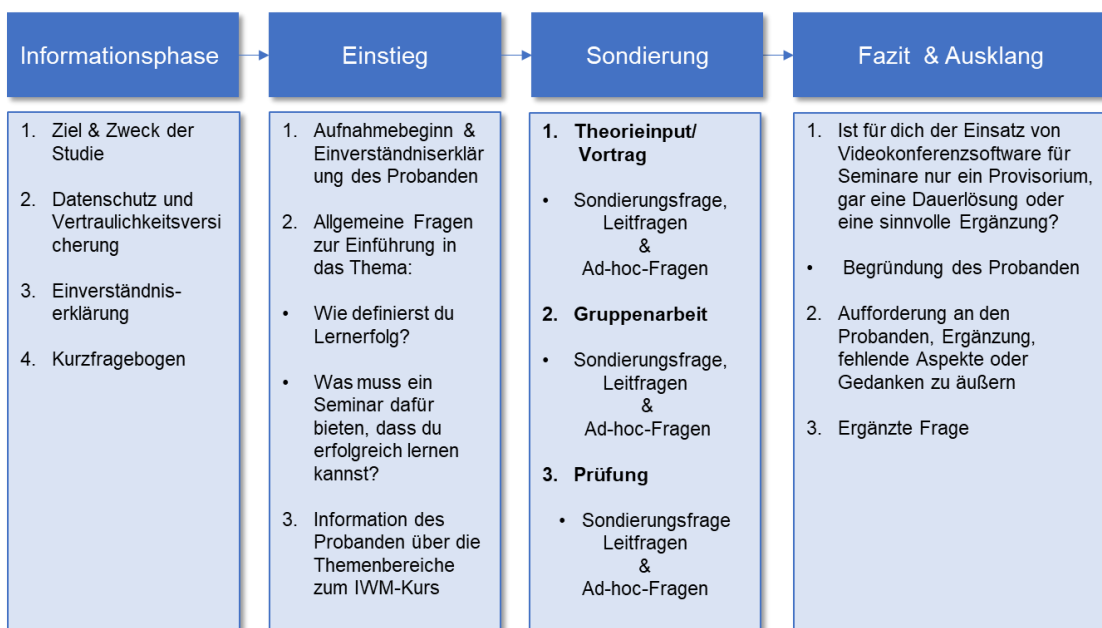 Informationsphase
Einstieg
Sondierung
Fazit & Ausklang
1. Ziel & Zweck der
Studie
2. Datenschutz und
Vertraulichkeitsversi
cherung
3. Einverständnis-
erklärung
4. Kurzfragebogen
1. Aufnahmebeginn &
Einverständniserklär
ung des Probanden
2. Allgemeine Fragen
zur Einführung in
das Thema:
• Wie definierst du
Lernerfolg?
• Was muss ein
Seminar dafür
bieten, dass du
erfolgreich lernen
kannst?
3. Information des
Probanden über die
Themenbereiche
zum IWM-Kurs
1. Theorieinput/
Vortrag
• Sondierungsfrage,
Leitfragen
&
Ad-hoc-Fragen
2. Gruppenarbeit
• Sondierungsfrage,
Leitfragen
&
Ad-hoc-Fragen
3. Prüfung
• Sondierungsfrage
Leitfragen
&
Ad-hoc-Fragen
1. Ist für dich der Einsatz von
Videokonferenzsoftware für
Seminare nur ein Provisorium,
gar eine Dauerlösung oder
eine sinnvolle Ergänzung?
• Begründung des Probanden
2. Aufforderung an den
Probanden, Ergänzung,
fehlende Aspekte oder
Gedanken zu äußern
3. Ergänzte Frage